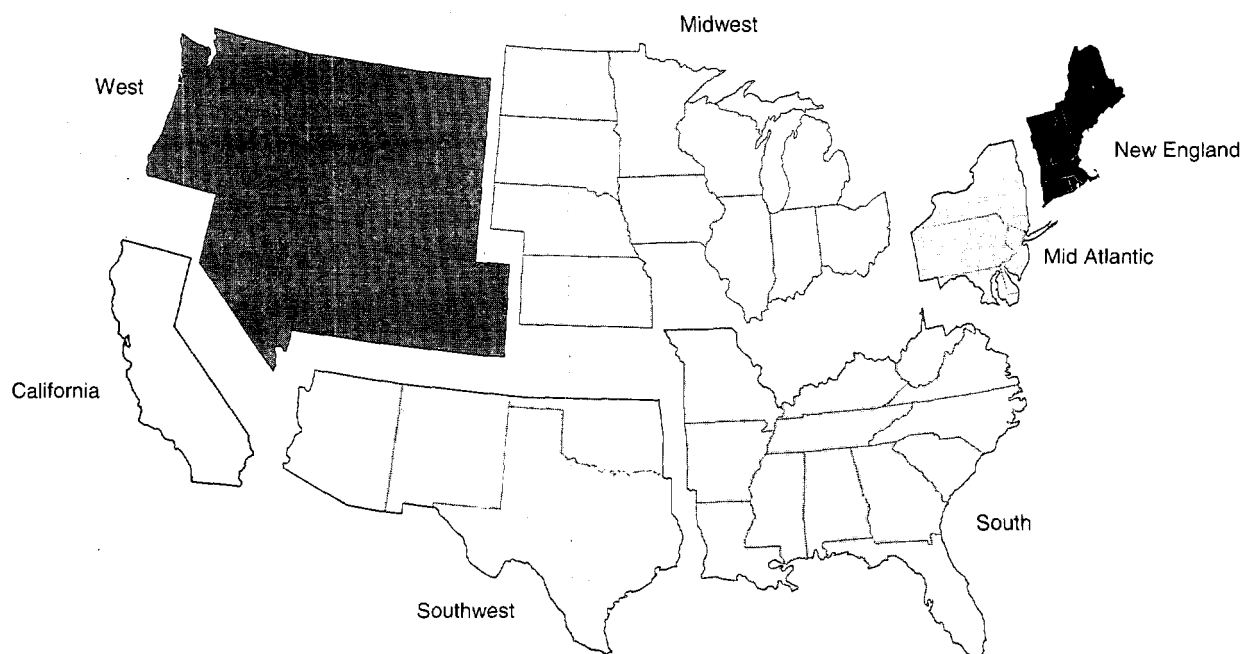 Midwest
West
New England
Mid Atlantic
California
South
Southwest